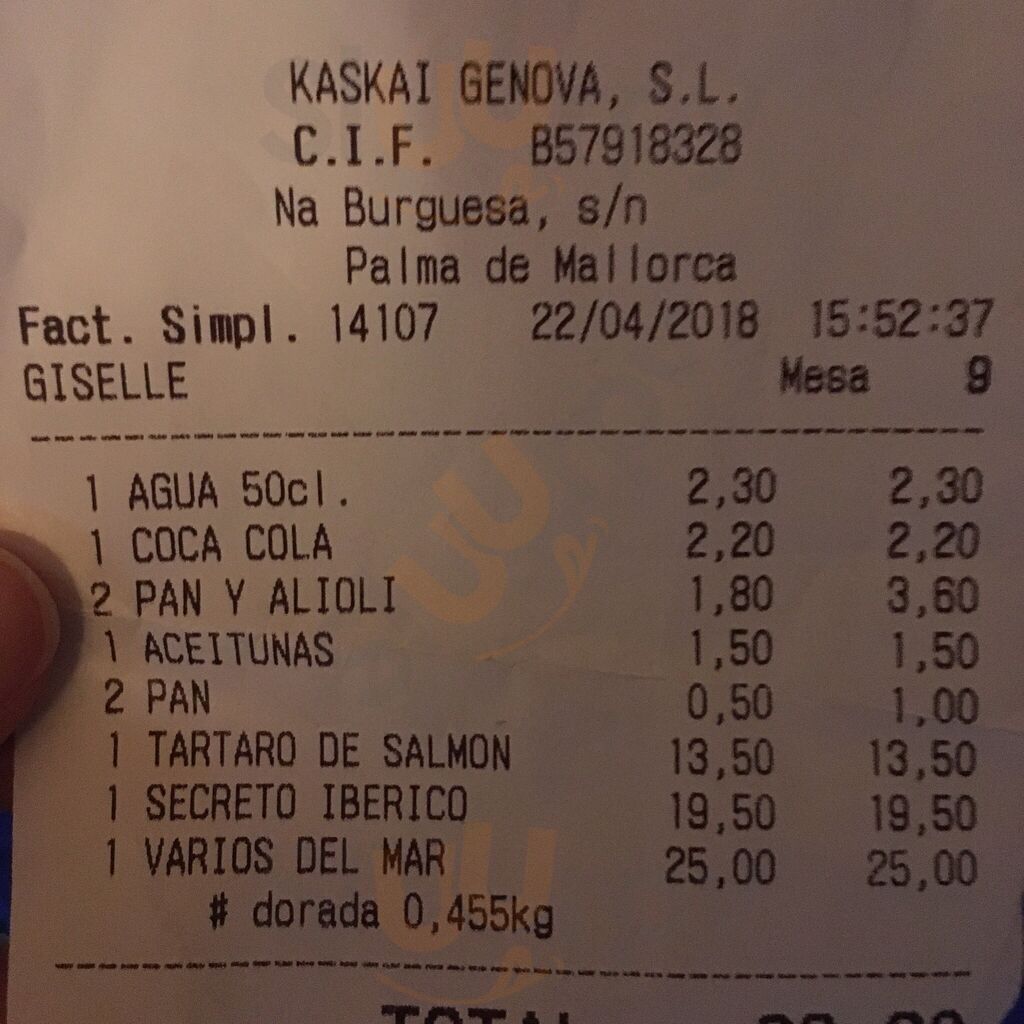 KASKAI GENOVA, S.L.
C.I.F. B57918328
Na Burguesa, s/n
Palma de Mallorca
Fact. Simpl. 14107 22/04/2018 15:52:37
GISELLE Mesa 9
1 AGUA 50cl. 2,30 2,30
1 COCA COLA 2,20 2,20
2 PAN Y ALIOLI 1,80 3,60
1 ACEITUNAS 1,50 1,50
2 PAN 0,50 1,00
1 TARTARO DE SALMON 13,50 13,50
1 SECRETO IBERICO 19,50 19,50
1 VARIOS DEL MAR 25,00 25,00
# dorada 0,455kg
TOTAL